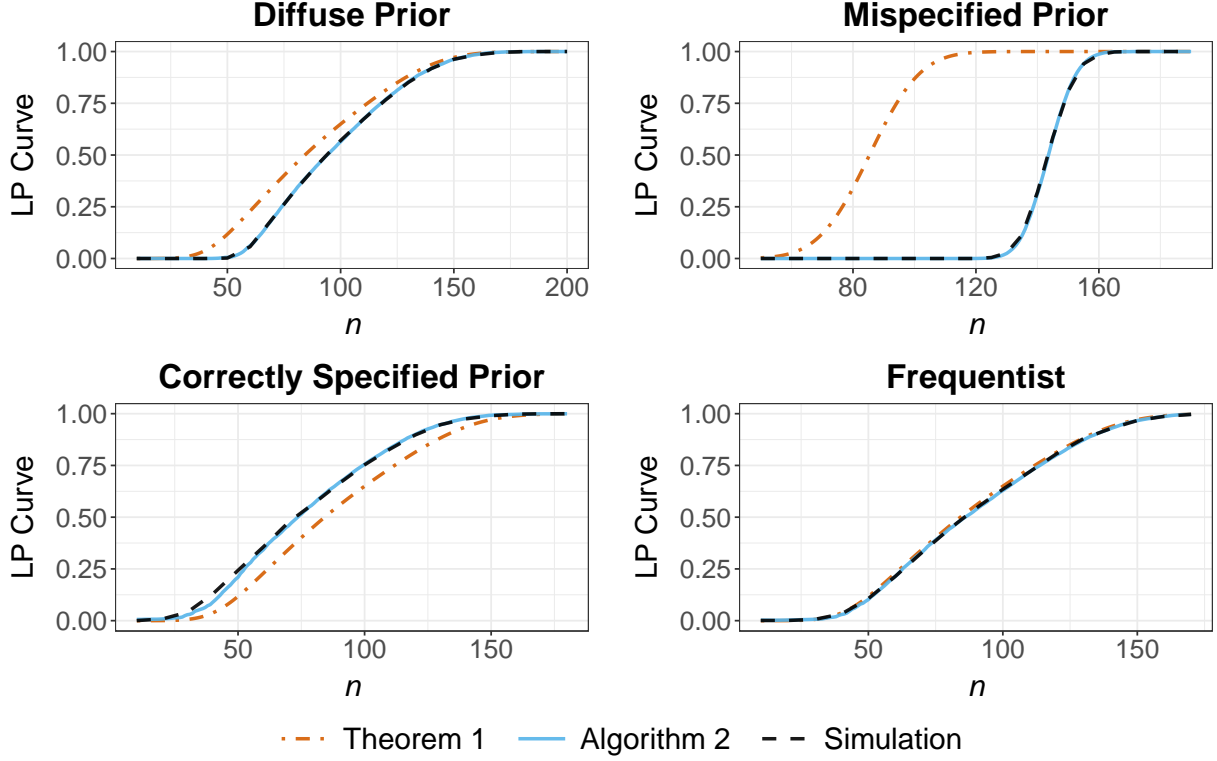 Diffuse Prior
Mispecified Prior
LP Curve
1.00
0.75
0.50
0.25
0.00
50 100 150 200
n
LP Curve
1.00
0.75
0.50
0.25
0.00
80 120 160
n
Correctly Specified Prior
Frequentist
LP Curve
1.00
0.75
0.50
0.25
0.00
50 100 150
n
LP Curve
1.00
0.75
0.50
0.25
0.00
50 100 150
n
Theorem 1 Algorithm 2 Simulation